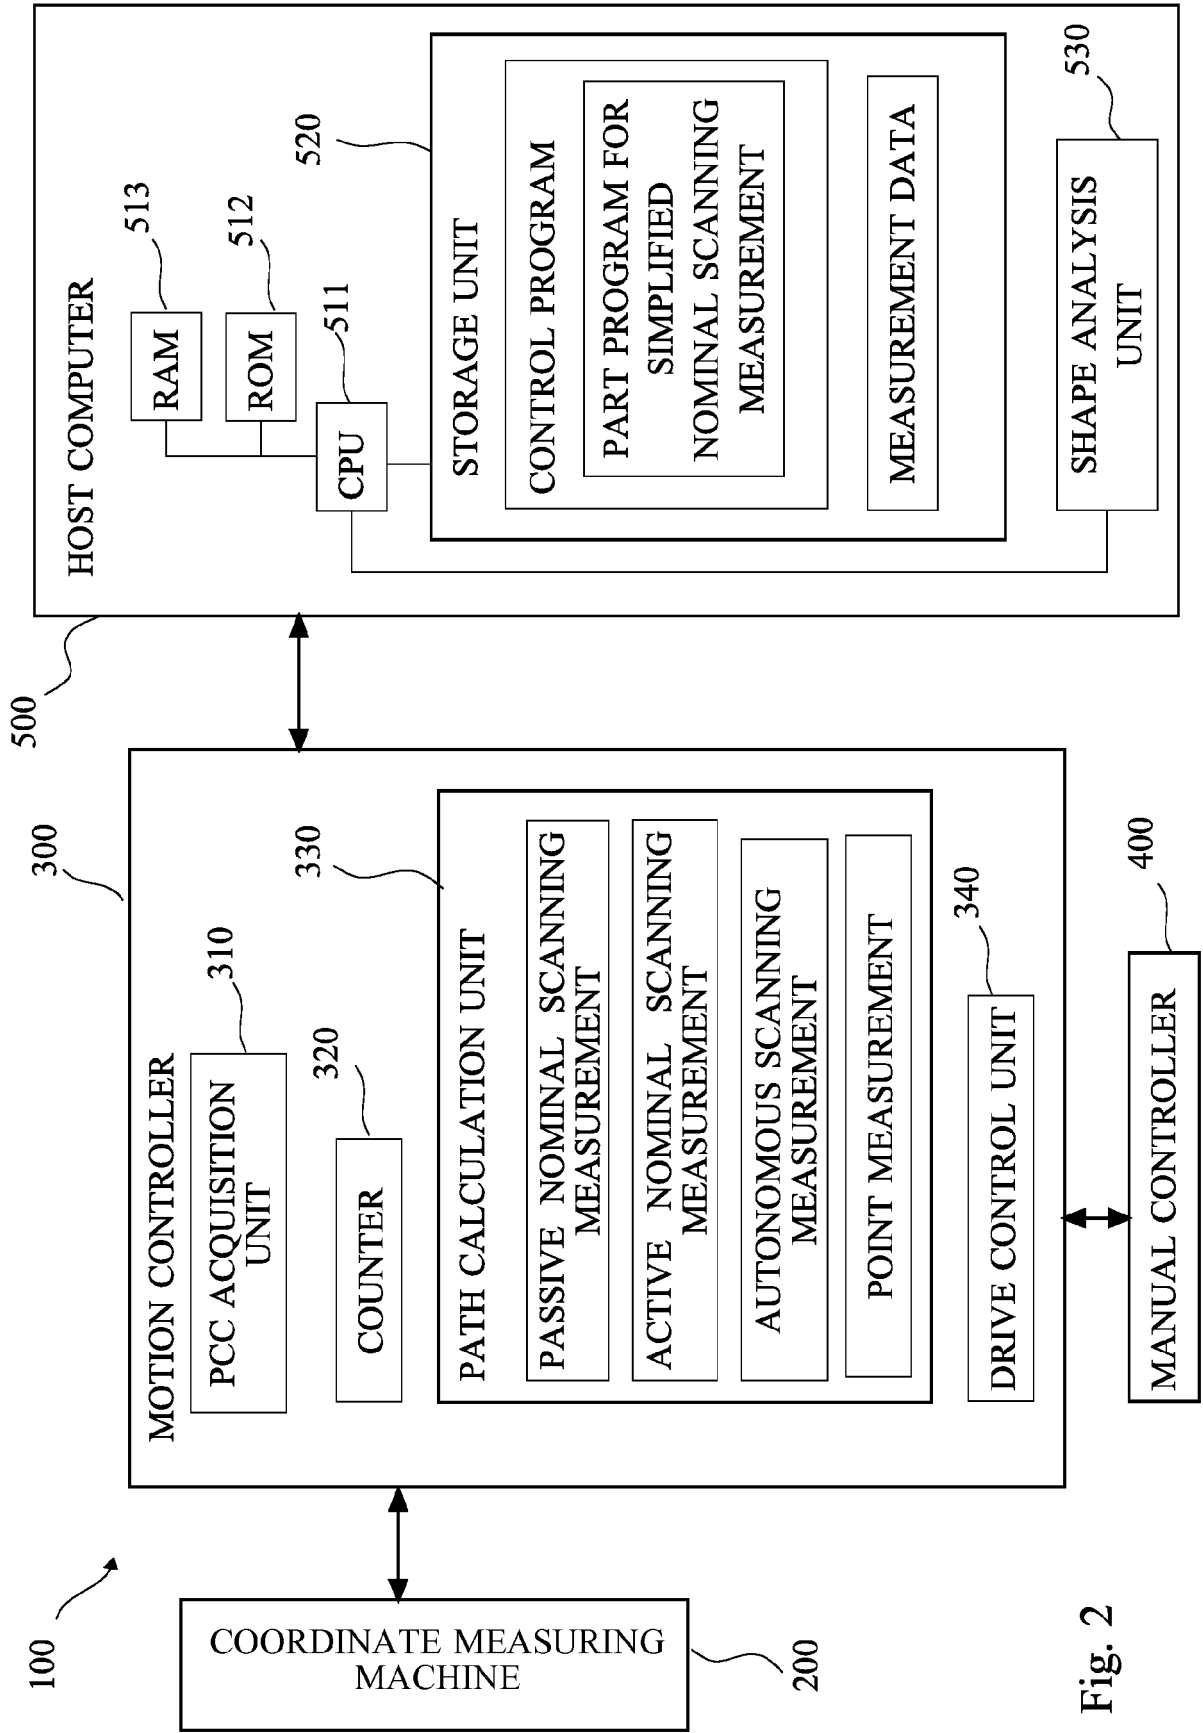 100
COORDINATE MEASURING
MACHINE
200
300
MOTION CONTROLLER
PCC ACQUISITION
UNIT
310
COUNTER
320
330
PATH CALCULATION UNIT
PASSIVE NOMINAL SCANNING
MEASUREMENT
ACTIVE NOMINAL SCANNING
MEASUREMENT
AUTONOMOUS SCANNING
MEASUREMENT
POINT MEASUREMENT
DRIVE CONTROL UNIT
340
MANUAL CONTROLLER
400
500
HOST COMPUTER
RAM
513
ROM
512
CPU
511
520
STORAGE UNIT
CONTROL PROGRAM
PART PROGRAM FOR
SIMPLIFIED
NOMINAL SCANNING
MEASUREMENT
MEASUREMENT DATA
SHAPE ANALYSIS
UNIT
530
Fig. 2